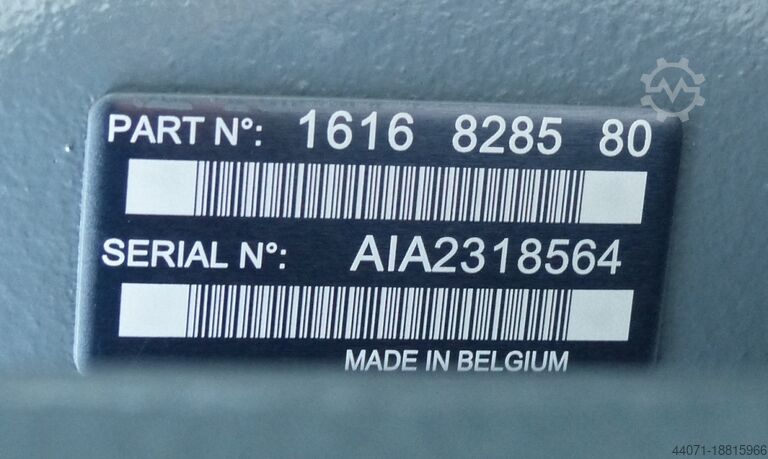 PART N°: 1616 8285 80
SERIAL N°: AIA2318564
MADE IN BELGIUM
44071-18815966